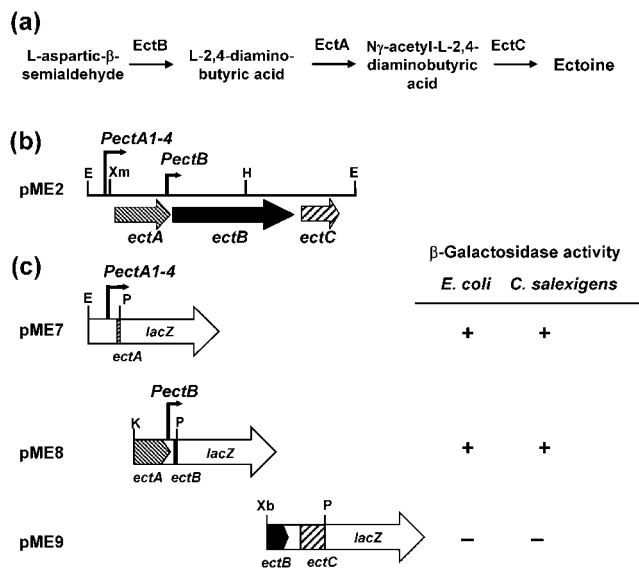 (a)
EctB EctA EctC
L-aspartic-β-semialdehyde
L-2,4-diamino-butyric acid
Nγ-acetyl-L-2,4-diaminobutyric acid
Ectoine
(b)
PectA1-4
PectB
E Xm H E
pME2
ectA ectB ectC
(c)
β-Galactosidase activity
E. coli C. salexigens
PectA1-4
E P
pME7 lacZ + +
ectA
PectB
K P
pME8 lacZ + +
ectA ectB
Xb P
pME9 lacZ − −
ectB ectC